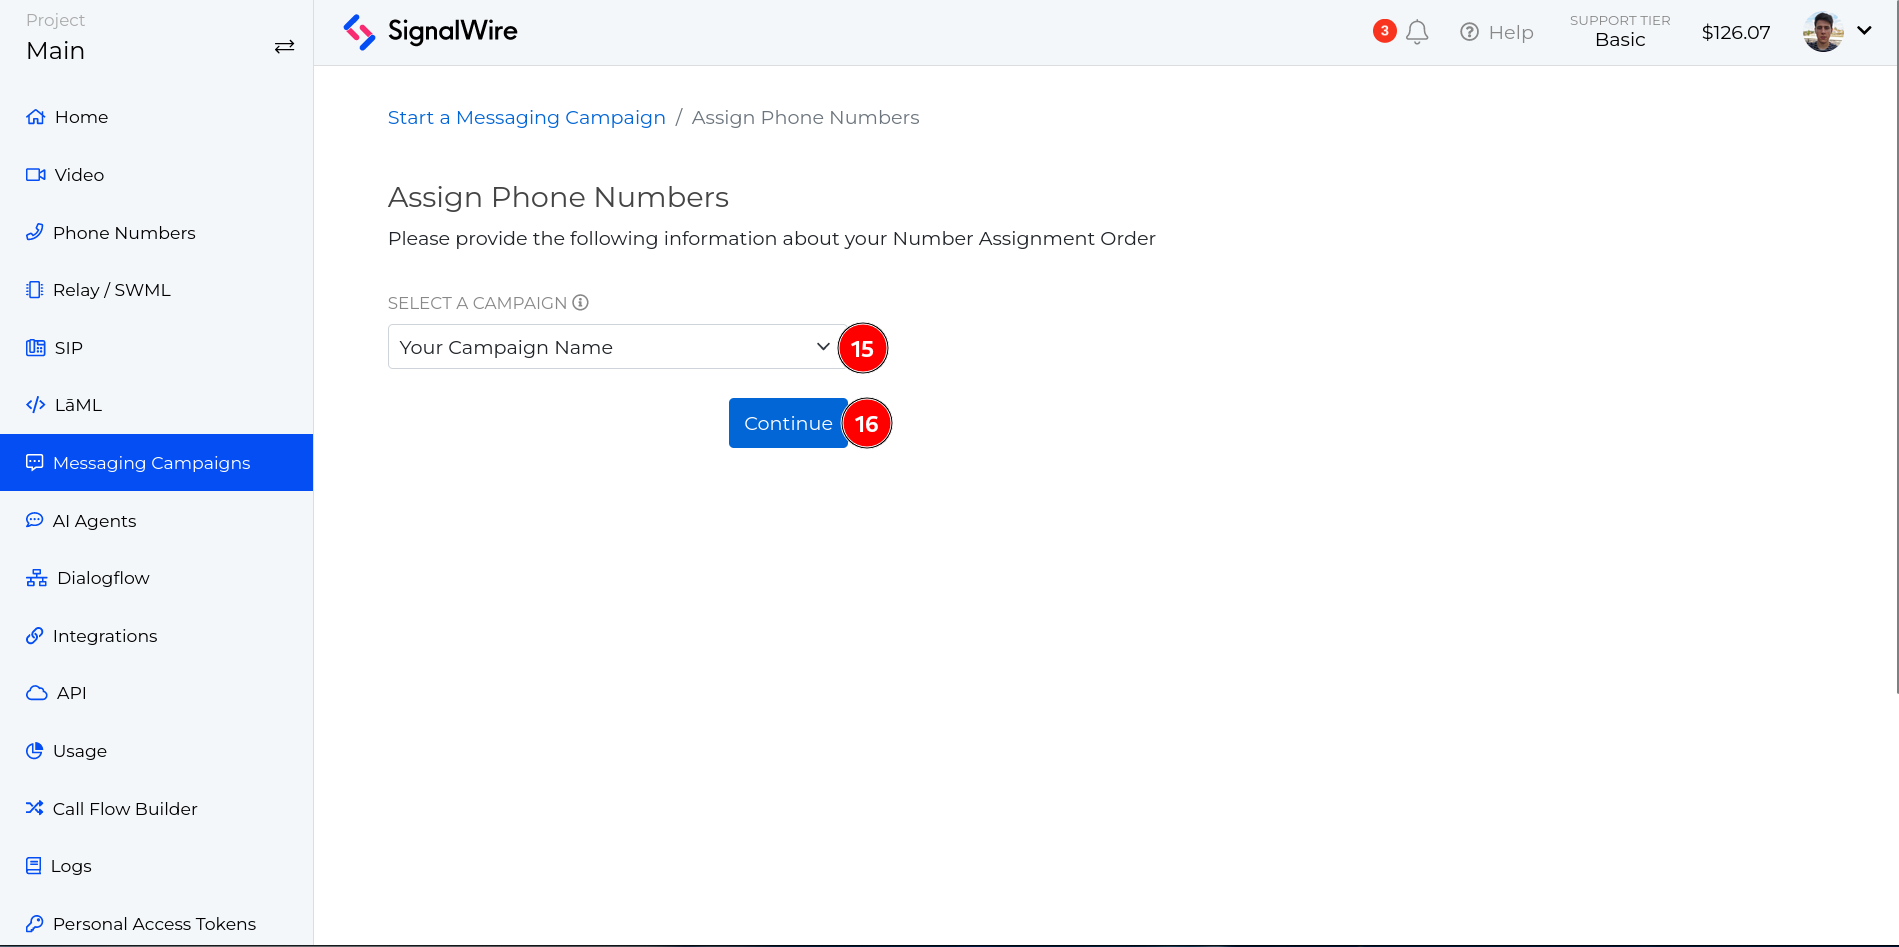 Project
Main
Home
Video
Phone Numbers
Relay / SWML
SIP
LāML
Messaging Campaigns
AI Agents
Dialogflow
Integrations
API
Usage
Call Flow Builder
Logs
Personal Access Tokens
SignalWire
3
Help
SUPPORT TIER
Basic
$126.07
Start a Messaging Campaign / Assign Phone Numbers
Assign Phone Numbers
Please provide the following information about your Number Assignment Order
SELECT A CAMPAIGN
Your Campaign Name
15
Continue
16